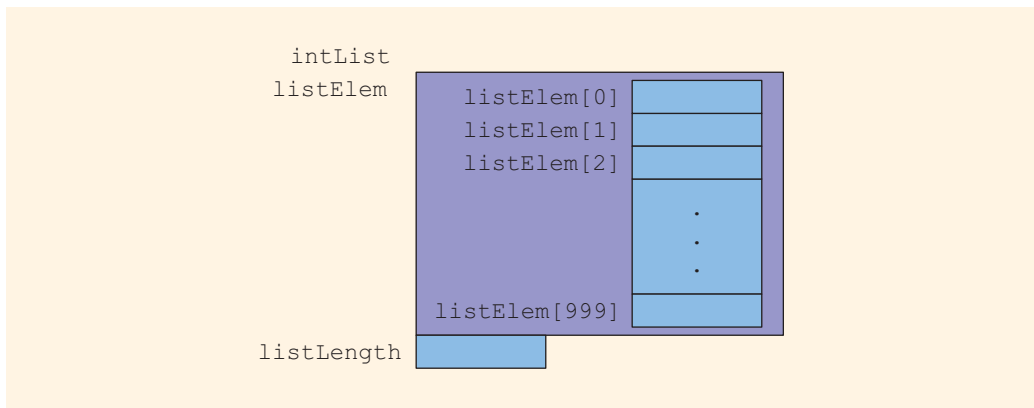 intList
listElem
listElem[0]
listElem[1]
listElem[2]
.
.
.
listElem[999]
listLength